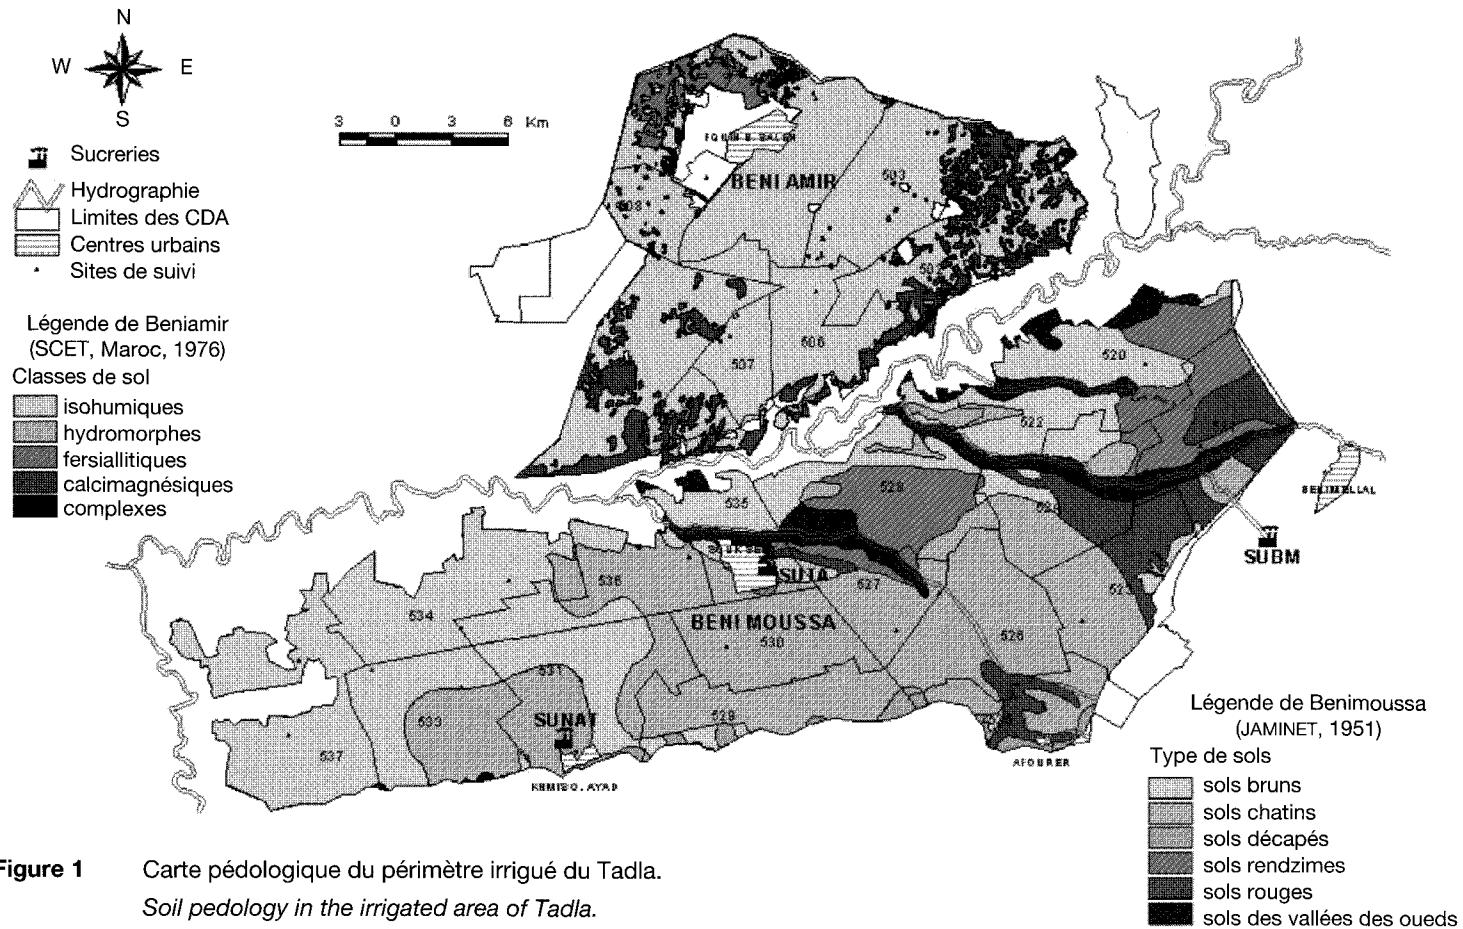 N
W E
S
3 0 3 6 Km
Sucreries
Hydrographie
Limites des CDA
Centres urbains
Sites de suivi
Légende de Beniamir
(SCET, Maroc, 1976)
Classes de sol
isohumiques
hydromorphes
fersiallitiques
calcimagnésiques
complexes
BENI AMIR
503
508
506
537
520
522
528
535
SUBM
SUTA
527
536
534
BENI MOUSSA
530
526
531
533
SUNAT
529
537
AFOURER
Légende de Benimoussa
(JAMINET, 1951)
Type de sols
sols bruns
sols chatins
sols décapés
sols rendzimes
sols rouges
sols des vallées des oueds
Figure 1 Carte pédologique du périmètre irrigué du Tadla.
Soil pedology in the irrigated area of Tadla.